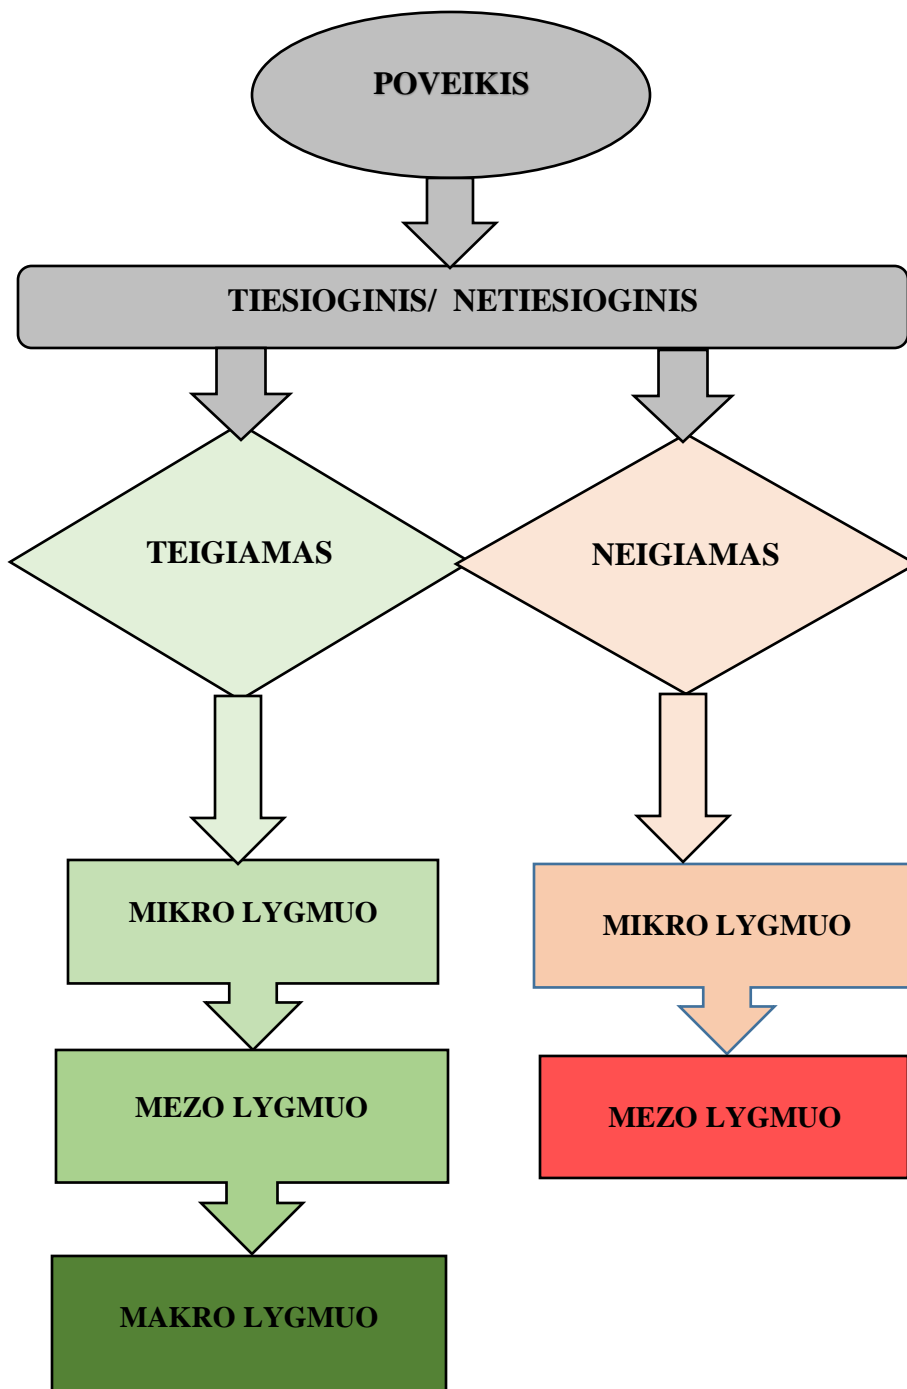 POVEIKIS
TIESIOGINIS/ NETIESIOGINIS
TEIGIAMAS
NEIGIAMAS
MIKRO LYGMUO
MIKRO LYGMUO
MEZO LYGMUO
MEZO LYGMUO
MAKRO LYGMUO